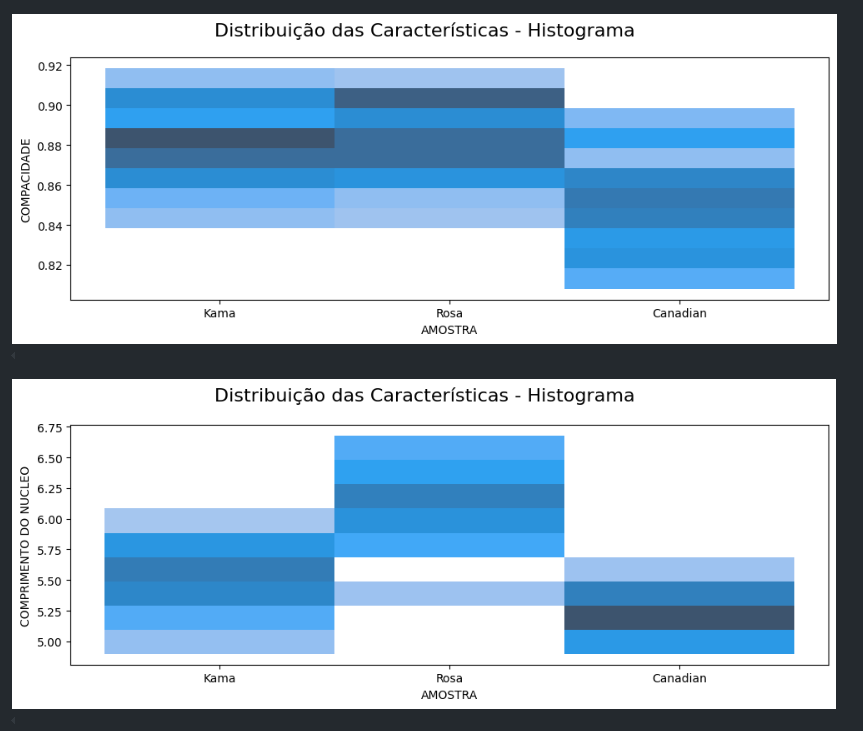 Distribuição das Características - Histograma
0.92
0.90
0.88
0.86
0.84
0.82
COMPACIDADE
Kama Rosa Canadian
AMOSTRA
Distribuição das Características - Histograma
6.75
6.50
6.25
6.00
5.75
5.50
5.25
5.00
COMPRIMENTO DO NUCLEO
Kama Rosa Canadian
AMOSTRA